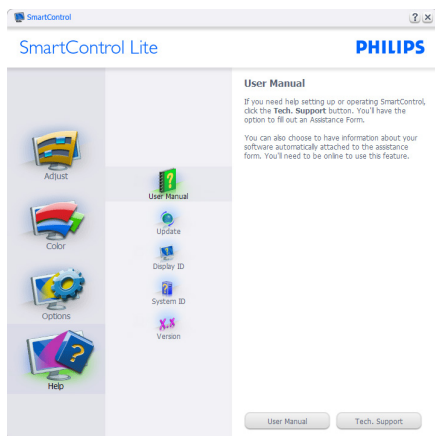 SmartControl
?
SmartControl Lite
PHILIPS
Adjust
Color
Options
Help
User Manual
Update
Display ID
System ID
X.X
Version
User Manual
If you need help setting up or operating SmartControl,
click the Tech. Support button. You'll have the
option to fill out an Assistance Form.
You can also choose to have information about your
software automatically attached to the assistance
form. You'll need to be online to use this feature.
User Manual
Tech. Support